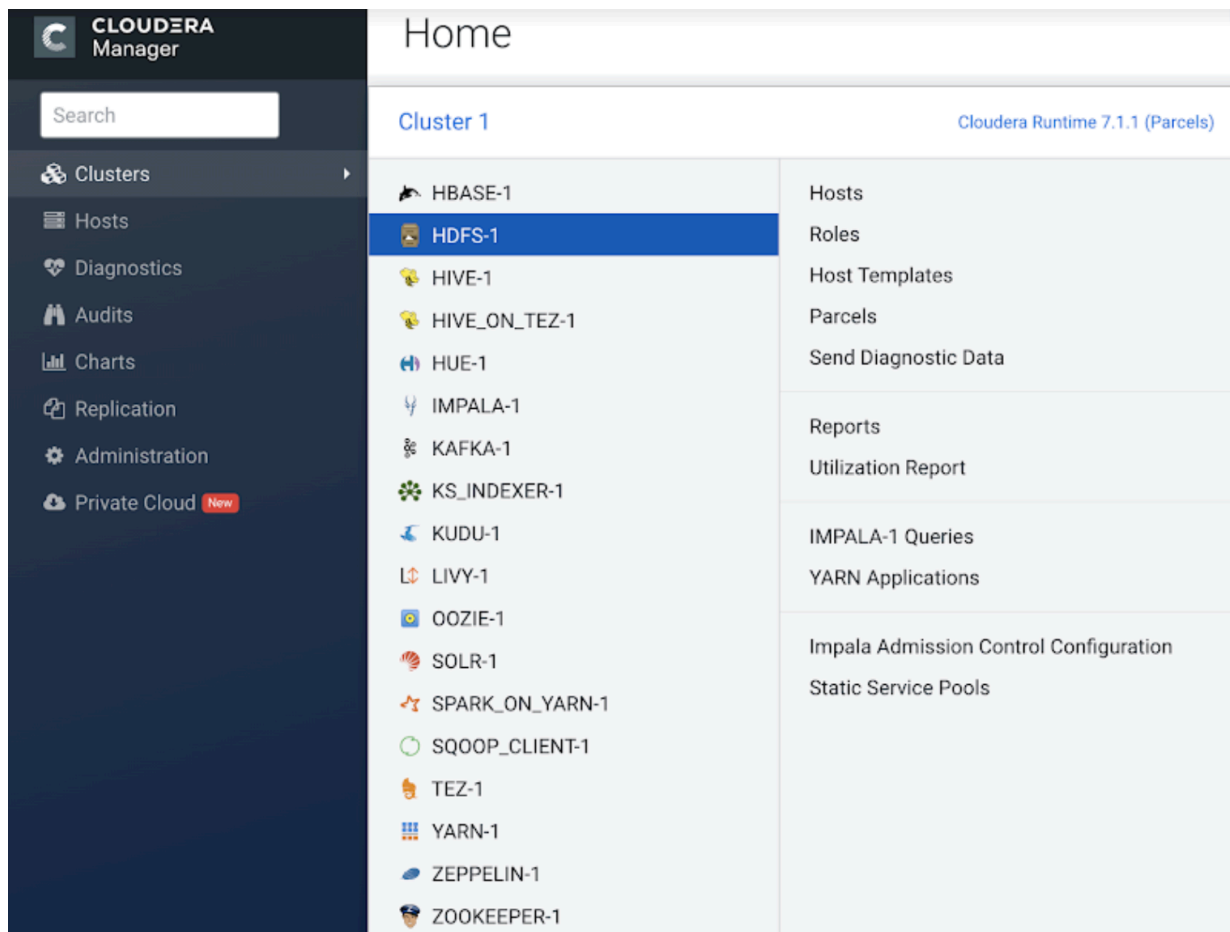 CLOUDERA
Manager
Search
Clusters
Hosts
Diagnostics
Audits
Charts
Replication
Administration
Private Cloud New
Home
Cluster 1
Cloudera Runtime 7.1.1 (Parcels)
HBASE-1
HDFS-1
HIVE-1
HIVE_ON_TEZ-1
HUE-1
IMPALA-1
KAFKA-1
KS_INDEXER-1
KUDU-1
LIVY-1
OOZIE-1
SOLR-1
SPARK_ON_YARN-1
SQOOP_CLIENT-1
TEZ-1
YARN-1
ZEPPELIN-1
ZOOKEEPER-1
Hosts
Roles
Host Templates
Parcels
Send Diagnostic Data
Reports
Utilization Report
IMPALA-1 Queries
YARN Applications
Impala Admission Control Configuration
Static Service Pools